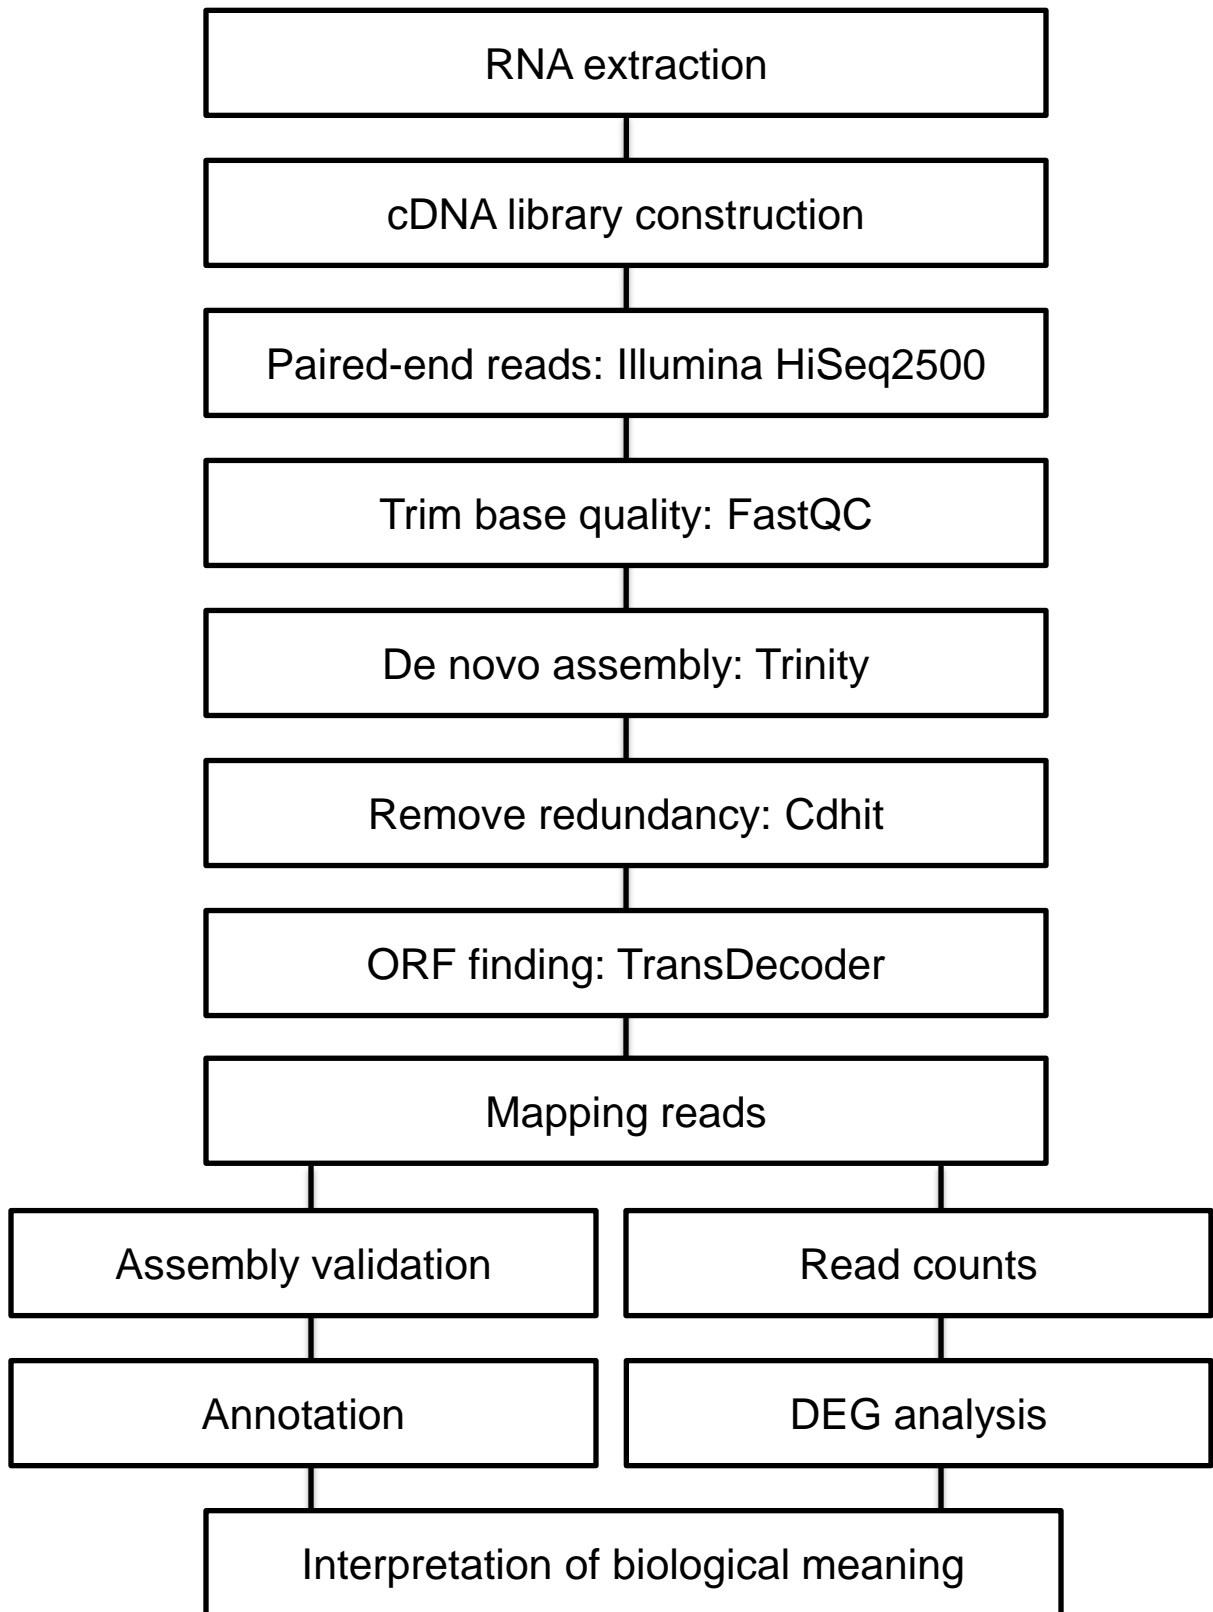 RNA extraction
cDNA library construction
Paired-end reads: Illumina HiSeq2500
Trim base quality: FastQC
De novo assembly: Trinity
Remove redundancy: Cdhit
ORF finding: TransDecoder
Mapping reads
Assembly validation
Read counts
Annotation
DEG analysis
Interpretation of biological meaning